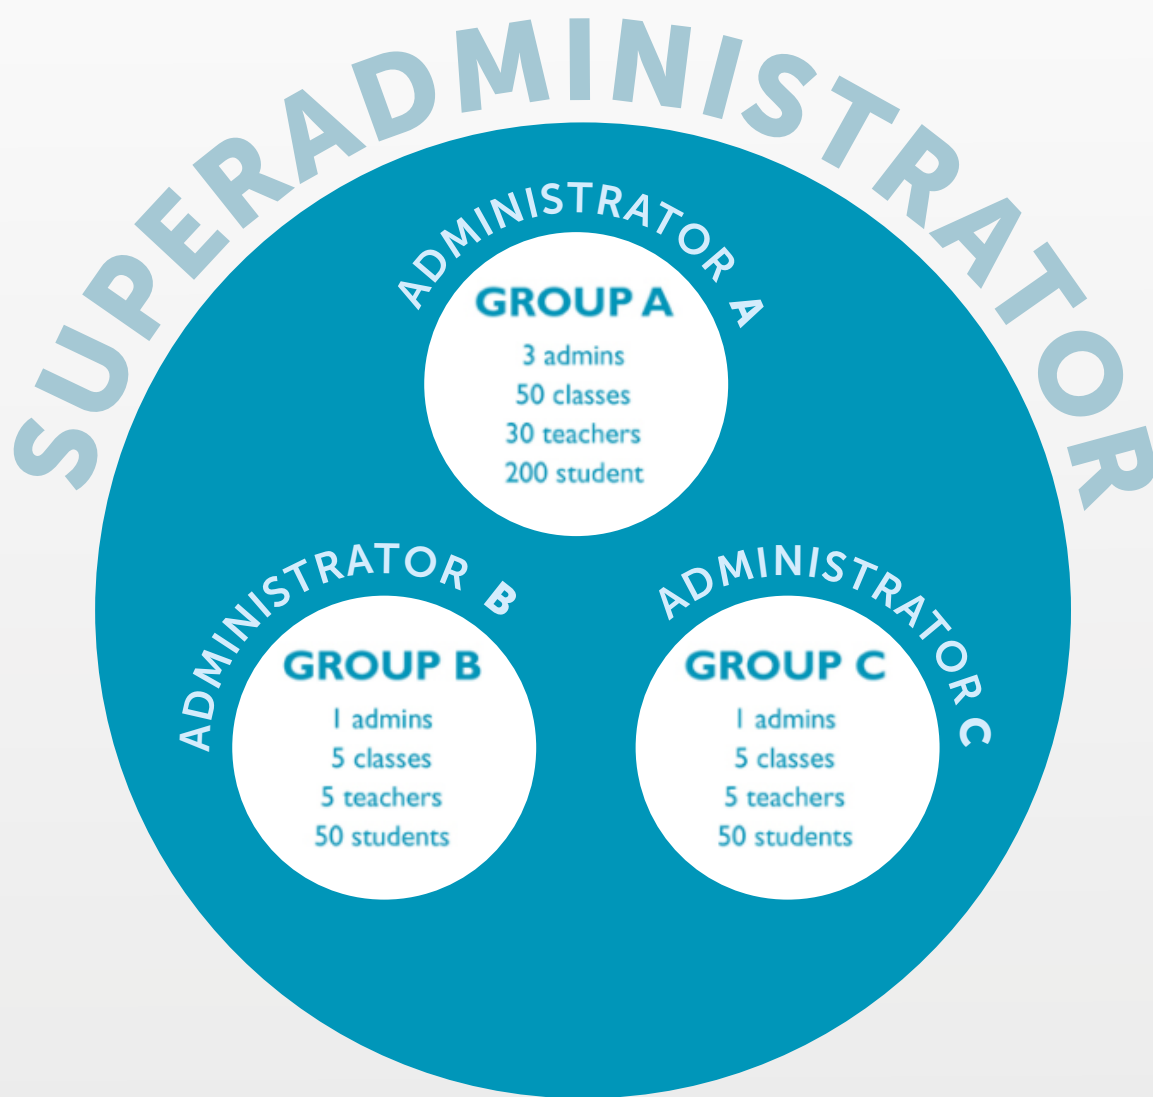 SUPERADMINISTRATOR
ADMINISTRATOR A
GROUP A
3 admins
50 classes
30 teachers
200 student
ADMINISTRATOR B
GROUP B
1 admins
5 classes
5 teachers
50 students
ADMINISTRATOR C
GROUP C
1 admins
5 classes
5 teachers
50 students